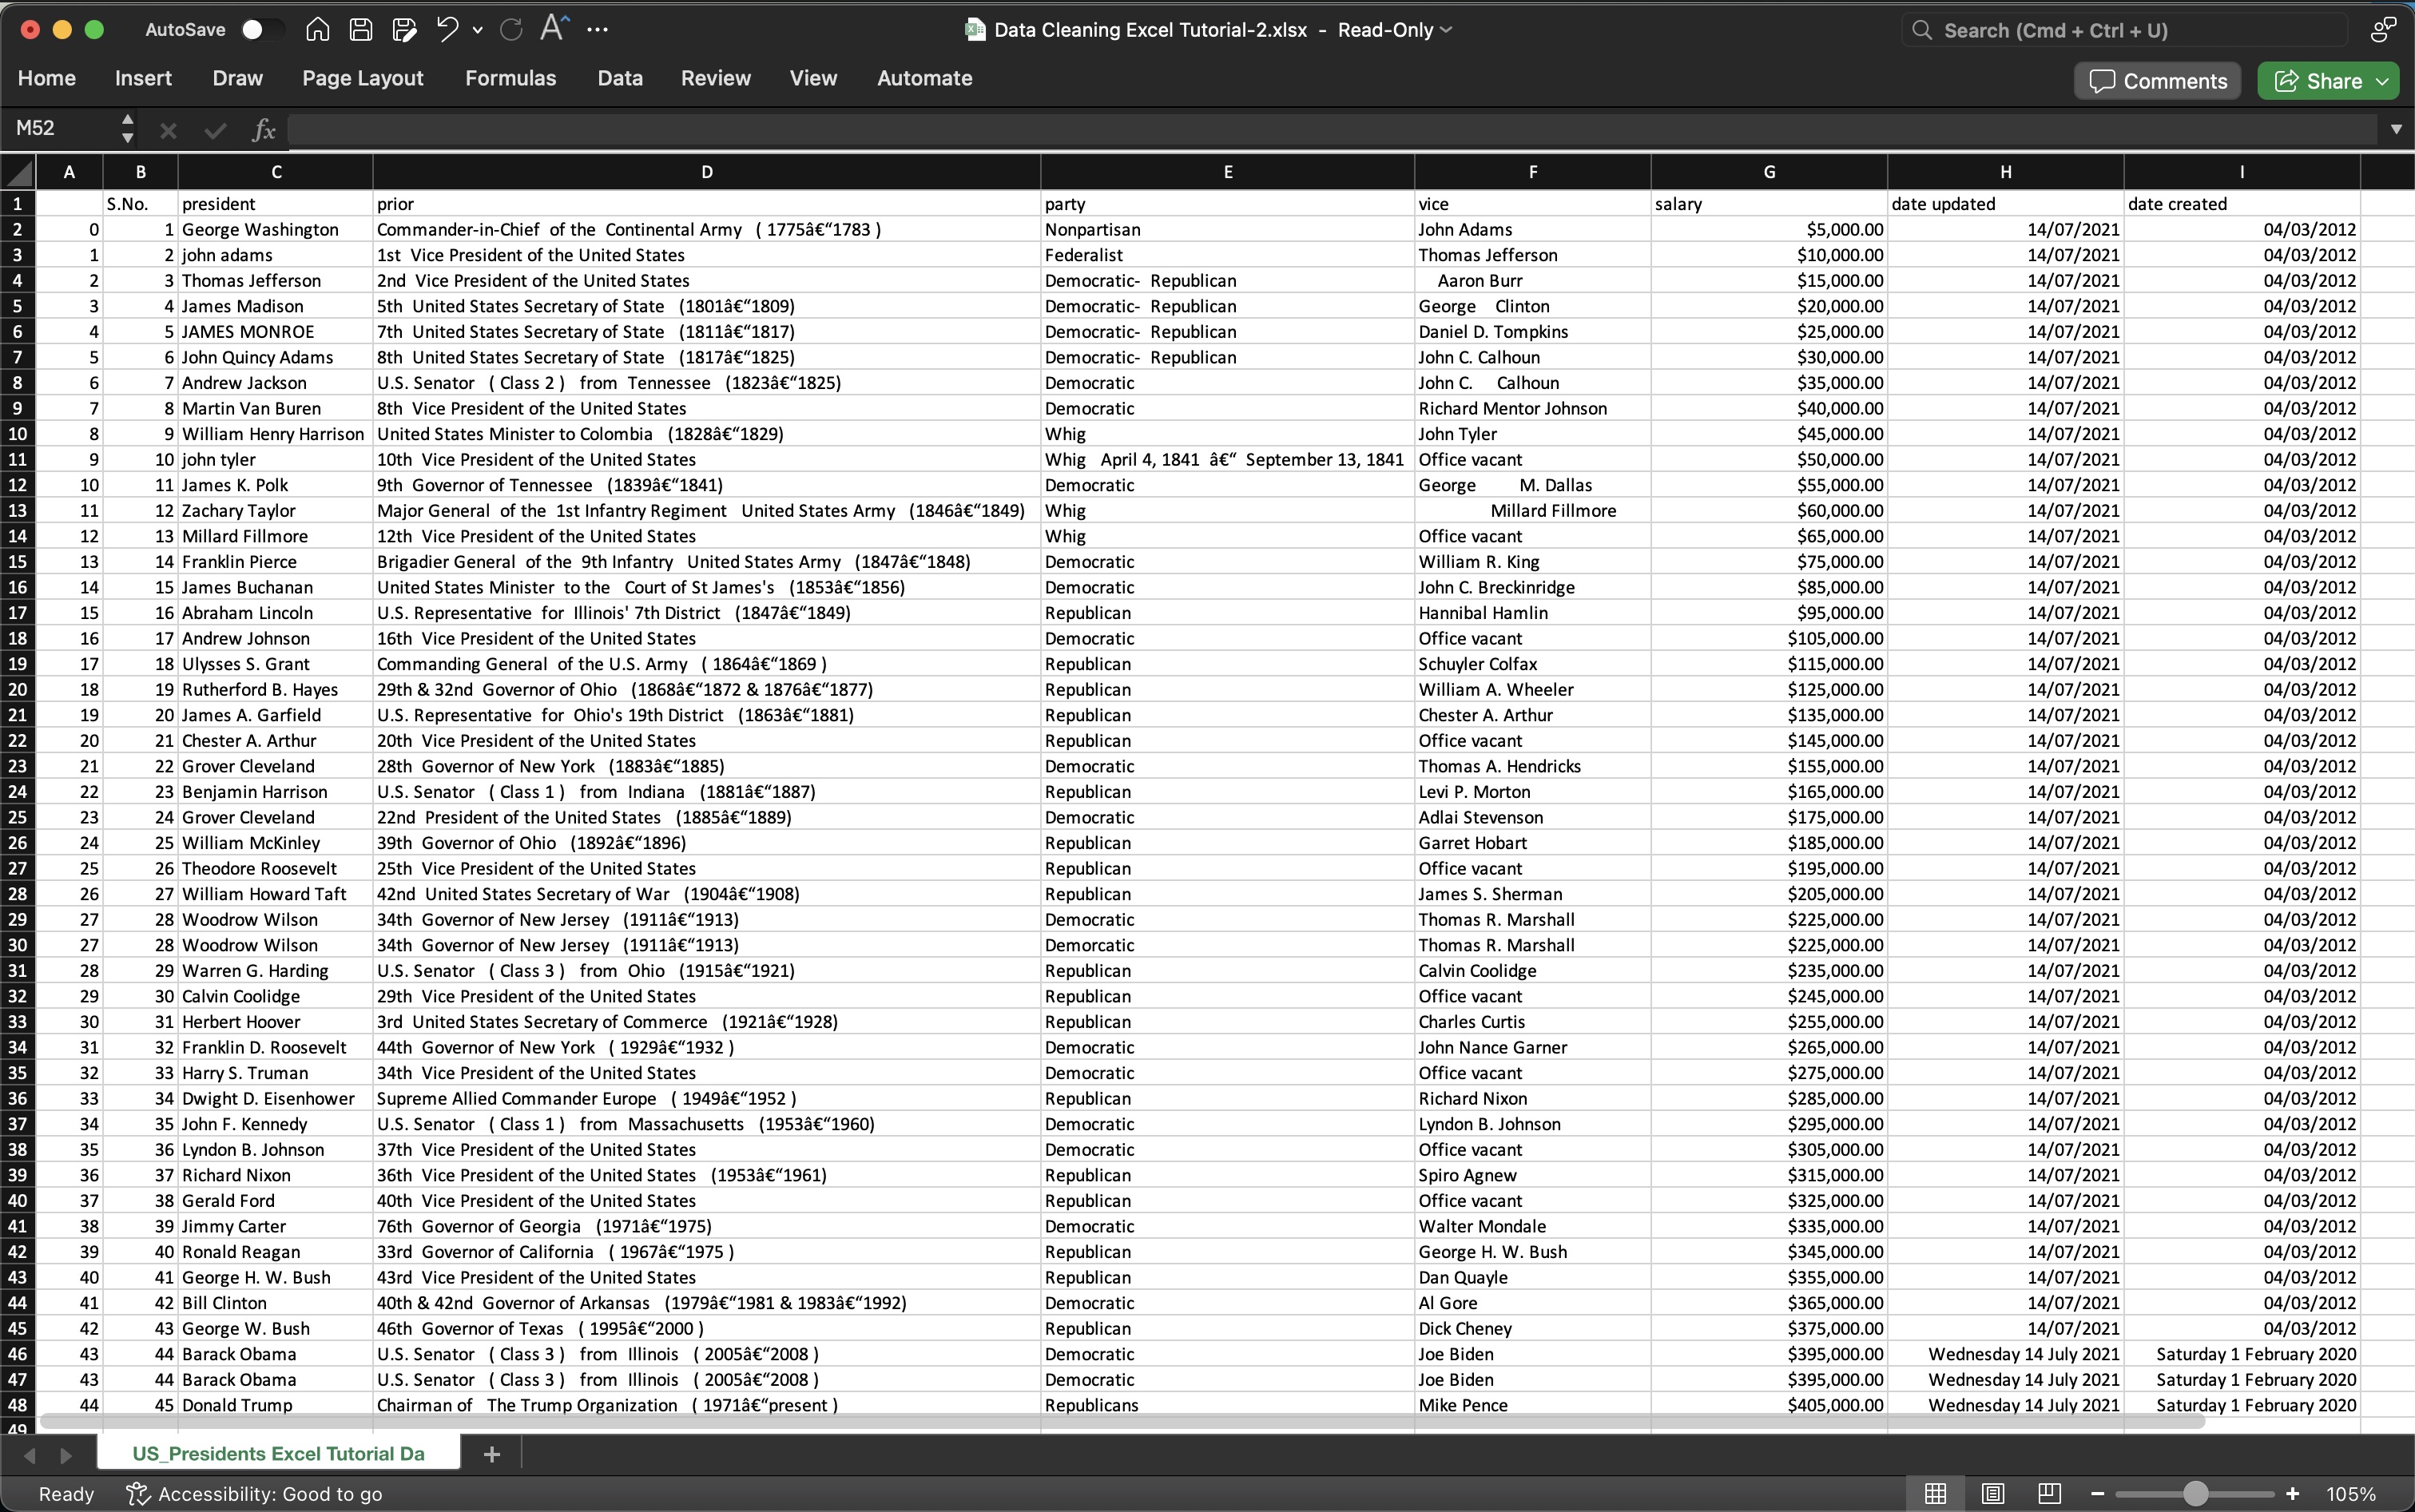 AutoSave Data Cleaning Excel Tutorial-2.xlsx - Read-Only Search (Cmd + Ctrl + U)
Home Insert Draw Page Layout Formulas Data Review View Automate Comments Share
M52 fx
A B C D E F G H I
1 S.No. president prior party vice salary date updated date created
2 0 1 George Washington Commander-in-Chief of the Continental Army ( 1775â€“1783 ) Nonpartisan John Adams $5,000.00 14/07/2021 04/03/2012
3 1 2 john adams 1st Vice President of the United States Federalist Thomas Jefferson $10,000.00 14/07/2021 04/03/2012
4 2 3 Thomas Jefferson 2nd Vice President of the United States Democratic- Republican Aaron Burr $15,000.00 14/07/2021 04/03/2012
5 3 4 James Madison 5th United States Secretary of State (1801â€“1809) Democratic- Republican George Clinton $20,000.00 14/07/2021 04/03/2012
6 4 5 JAMES MONROE 7th United States Secretary of State (1811â€“1817) Democratic- Republican Daniel D. Tompkins $25,000.00 14/07/2021 04/03/2012
7 5 6 John Quincy Adams 8th United States Secretary of State (1817â€“1825) Democratic- Republican John C. Calhoun $30,000.00 14/07/2021 04/03/2012
8 6 7 Andrew Jackson U.S. Senator ( Class 2 ) from Tennessee (1823â€“1825) Democratic John C. Calhoun $35,000.00 14/07/2021 04/03/2012
9 7 8 Martin Van Buren 8th Vice President of the United States Democratic Richard Mentor Johnson $40,000.00 14/07/2021 04/03/2012
10 8 9 William Henry Harrison United States Minister to Colombia (1828â€“1829) Whig John Tyler $45,000.00 14/07/2021 04/03/2012
11 9 10 john tyler 10th Vice President of the United States Whig April 4, 1841 â€“ September 13, 1841 Office vacant $50,000.00 14/07/2021 04/03/2012
12 10 11 James K. Polk 9th Governor of Tennessee (1839â€“1841) Democratic George M. Dallas $55,000.00 14/07/2021 04/03/2012
13 11 12 Zachary Taylor Major General of the 1st Infantry Regiment United States Army (1846â€“1849) Whig Millard Fillmore $60,000.00 14/07/2021 04/03/2012
14 12 13 Millard Fillmore 12th Vice President of the United States Whig Office vacant $65,000.00 14/07/2021 04/03/2012
15 13 14 Franklin Pierce Brigadier General of the 9th Infantry United States Army (1847â€“1848) Democratic William R. King $75,000.00 14/07/2021 04/03/2012
16 14 15 James Buchanan United States Minister to the Court of St James's (1853â€“1856) Democratic John C. Breckinridge $85,000.00 14/07/2021 04/03/2012
17 15 16 Abraham Lincoln U.S. Representative for Illinois' 7th District (1847â€“1849) Republican Hannibal Hamlin $95,000.00 14/07/2021 04/03/2012
18 16 17 Andrew Johnson 16th Vice President of the United States Democratic Office vacant $105,000.00 14/07/2021 04/03/2012
19 17 18 Ulysses S. Grant Commanding General of the U.S. Army ( 1864â€“1869 ) Republican Schuyler Colfax $115,000.00 14/07/2021 04/03/2012
20 18 19 Rutherford B. Hayes 29th & 32nd Governor of Ohio (1868â€“1872 & 1876â€“1877) Republican William A. Wheeler $125,000.00 14/07/2021 04/03/2012
21 19 20 James A. Garfield U.S. Representative for Ohio's 19th District (1863â€“1881) Republican Chester A. Arthur $135,000.00 14/07/2021 04/03/2012
22 20 21 Chester A. Arthur 20th Vice President of the United States Republican Office vacant $145,000.00 14/07/2021 04/03/2012
23 21 22 Grover Cleveland 28th Governor of New York (1883â€“1885) Democratic Thomas A. Hendricks $155,000.00 14/07/2021 04/03/2012
24 22 23 Benjamin Harrison U.S. Senator ( Class 1 ) from Indiana (1881â€“1887) Republican Levi P. Morton $165,000.00 14/07/2021 04/03/2012
25 23 24 Grover Cleveland 22nd President of the United States (1885â€“1889) Democratic Adlai Stevenson $175,000.00 14/07/2021 04/03/2012
26 24 25 William McKinley 39th Governor of Ohio (1892â€“1896) Republican Garret Hobart $185,000.00 14/07/2021 04/03/2012
27 25 26 Theodore Roosevelt 25th Vice President of the United States Republican Office vacant $195,000.00 14/07/2021 04/03/2012
28 26 27 William Howard Taft 42nd United States Secretary of War (1904â€“1908) Republican James S. Sherman $205,000.00 14/07/2021 04/03/2012
29 27 28 Woodrow Wilson 34th Governor of New Jersey (1911â€“1913) Democratic Thomas R. Marshall $225,000.00 14/07/2021 04/03/2012
30 27 28 Woodrow Wilson 34th Governor of New Jersey (1911â€“1913) Demorcatic Thomas R. Marshall $225,000.00 14/07/2021 04/03/2012
31 28 29 Warren G. Harding U.S. Senator ( Class 3 ) from Ohio (1915â€“1921) Republican Calvin Coolidge $235,000.00 14/07/2021 04/03/2012
32 29 30 Calvin Coolidge 29th Vice President of the United States Republican Office vacant $245,000.00 14/07/2021 04/03/2012
33 30 31 Herbert Hoover 3rd United States Secretary of Commerce (1921â€“1928) Republican Charles Curtis $255,000.00 14/07/2021 04/03/2012
34 31 32 Franklin D. Roosevelt 44th Governor of New York ( 1929â€“1932 ) Democratic John Nance Garner $265,000.00 14/07/2021 04/03/2012
35 32 33 Harry S. Truman 34th Vice President of the United States Democratic Office vacant $275,000.00 14/07/2021 04/03/2012
36 33 34 Dwight D. Eisenhower Supreme Allied Commander Europe ( 1949â€“1952 ) Republican Richard Nixon $285,000.00 14/07/2021 04/03/2012
37 34 35 John F. Kennedy U.S. Senator ( Class 1 ) from Massachusetts (1953â€“1960) Democratic Lyndon B. Johnson $295,000.00 14/07/2021 04/03/2012
38 35 36 Lyndon B. Johnson 37th Vice President of the United States Democratic Office vacant $305,000.00 14/07/2021 04/03/2012
39 36 37 Richard Nixon 36th Vice President of the United States (1953â€“1961) Republican Spiro Agnew $315,000.00 14/07/2021 04/03/2012
40 37 38 Gerald Ford 40th Vice President of the United States Republican Office vacant $325,000.00 14/07/2021 04/03/2012
41 38 39 Jimmy Carter 76th Governor of Georgia (1971â€“1975) Democratic Walter Mondale $335,000.00 14/07/2021 04/03/2012
42 39 40 Ronald Reagan 33rd Governor of California ( 1967â€“1975 ) Republican George H. W. Bush $345,000.00 14/07/2021 04/03/2012
43 40 41 George H. W. Bush 43rd Vice President of the United States Republican Dan Quayle $355,000.00 14/07/2021 04/03/2012
44 41 42 Bill Clinton 40th & 42nd Governor of Arkansas (1979â€“1981 & 1983â€“1992) Democratic Al Gore $365,000.00 14/07/2021 04/03/2012
45 42 43 George W. Bush 46th Governor of Texas ( 1995â€“2000 ) Republican Dick Cheney $375,000.00 14/07/2021 04/03/2012
46 43 44 Barack Obama U.S. Senator ( Class 3 ) from Illinois ( 2005â€“2008 ) Democratic Joe Biden $395,000.00 Wednesday 14 July 2021 Saturday 1 February 2020
47 43 44 Barack Obama U.S. Senator ( Class 3 ) from Illinois ( 2005â€“2008 ) Democratic Joe Biden $395,000.00 Wednesday 14 July 2021 Saturday 1 February 2020
48 44 45 Donald Trump Chairman of The Trump Organization ( 1971â€“present ) Republicans Mike Pence $405,000.00 Wednesday 14 July 2021 Saturday 1 February 2020
49
US_Presidents Excel Tutorial Da
Ready Accessibility: Good to go 105%